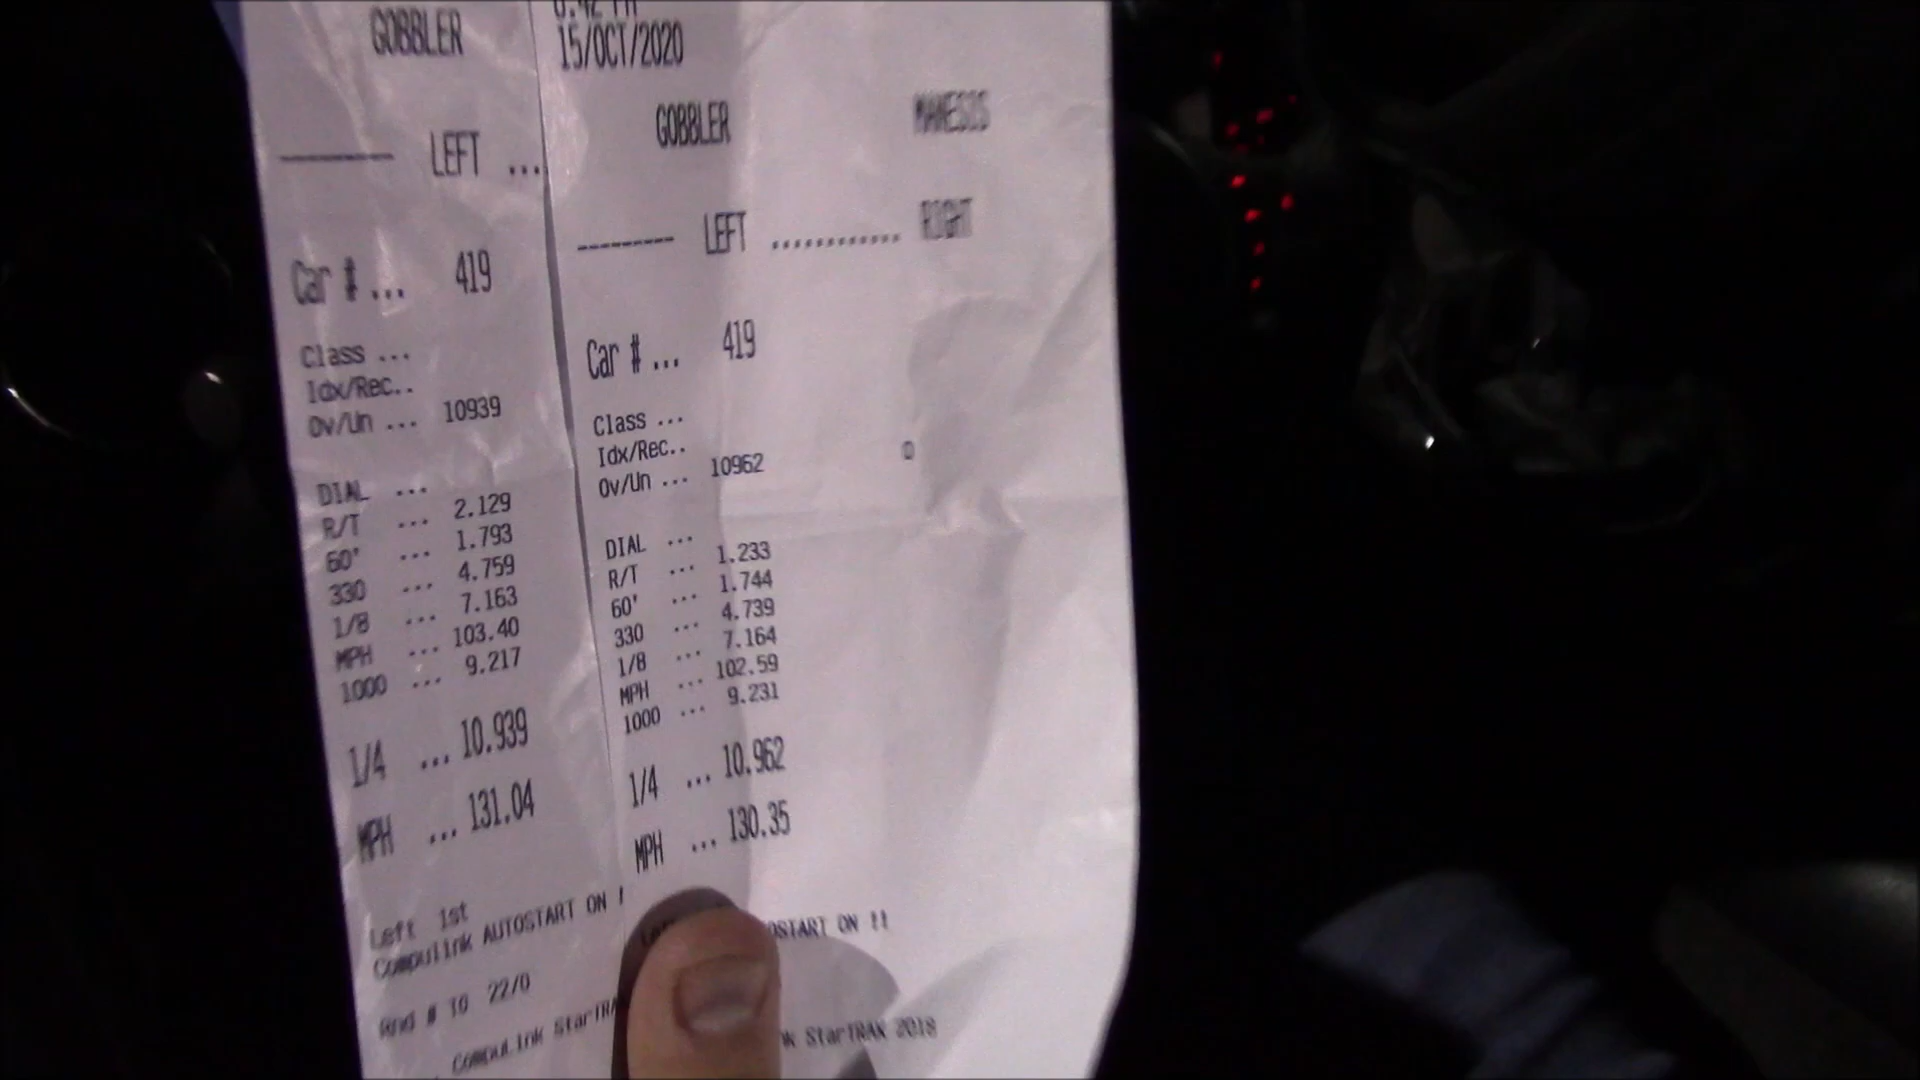 GOBBLER
LEFT ...
Car # ... 419
Class ...
Idx/Rec..
Ov/Un ... 10939
DIAL ...
R/T ... 2.129
60' ... 1.793
330 ... 4.759
1/8 ... 7.163
MPH ... 103.40
1000 ... 9.217
1/4 ... 10.939
MPH ... 131.04
Left 1st
Compulink AUTOSTART ON !
Rnd # 10 22/0
CompuLink StarTRA
15/OCT/2020
GOBBLER
--------- LEFT ............ RIGHT
Car # ... 419
Class ...
Idx/Rec..
Ov/Un ... 10962 0
DIAL ...
R/T ... 1.233
60' ... 1.744
330 ... 4.739
1/8 ... 7.164
MPH ... 102.59
1000 ... 9.231
1/4 ... 10.962
MPH ... 130.35
OSTART ON !!
nk StarTRAK 2018